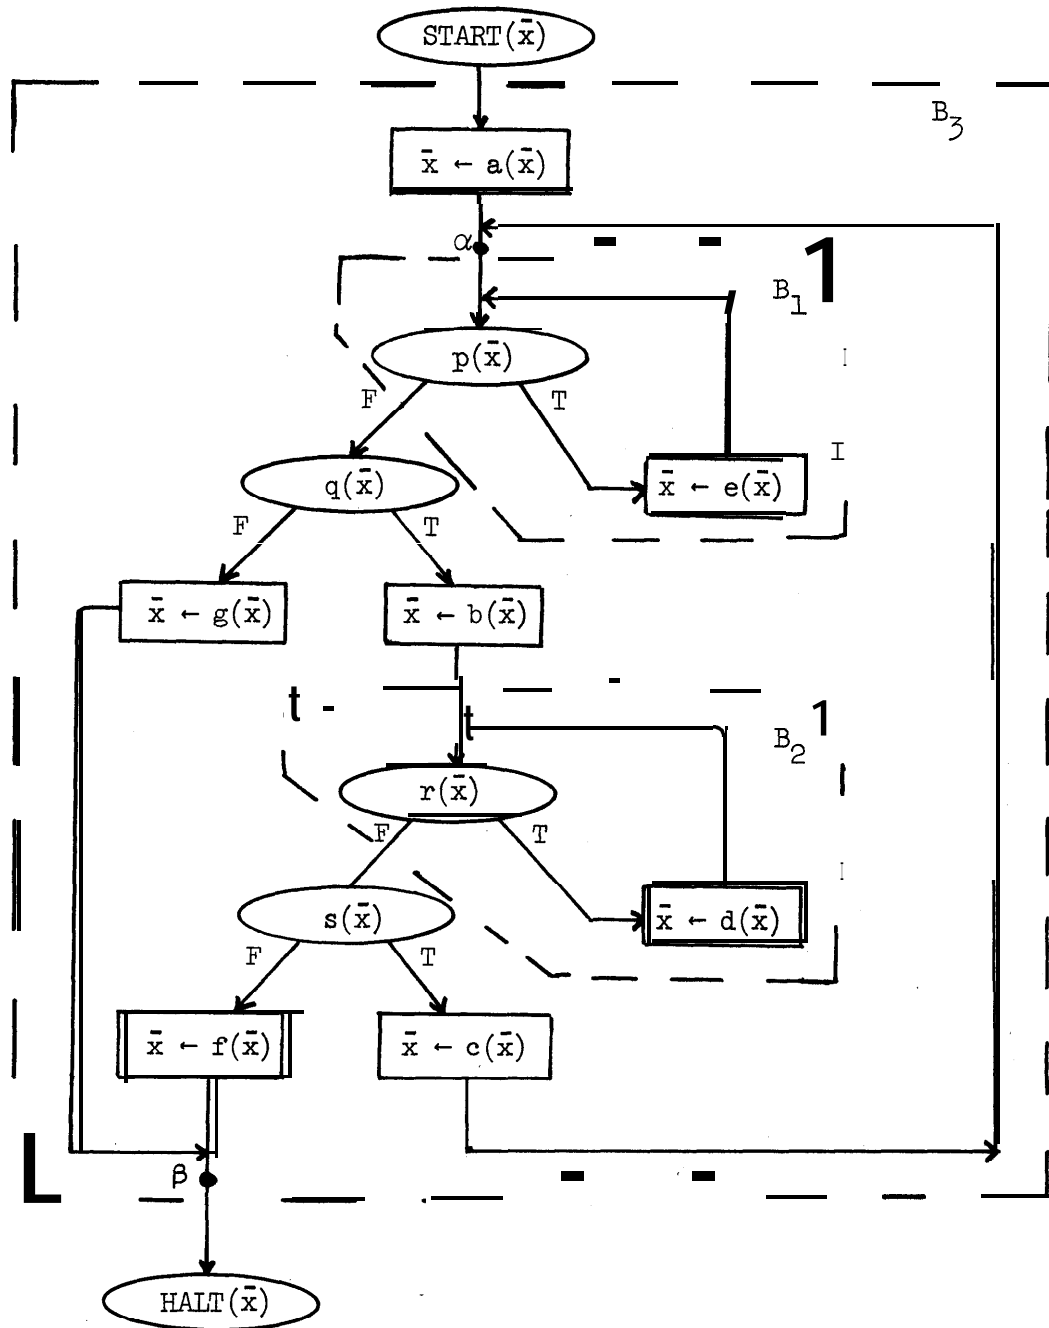 START(x̄)
B₃
x̄ ← a(x̄)
α
B₁
p(x̄)
F
T
q(x̄)
x̄ ← e(x̄)
F
T
x̄ ← g(x̄)
x̄ ← b(x̄)
B₂
r(x̄)
F
T
s(x̄)
x̄ ← d(x̄)
F
T
x̄ ← f(x̄)
x̄ ← c(x̄)
β
HALT(x̄)